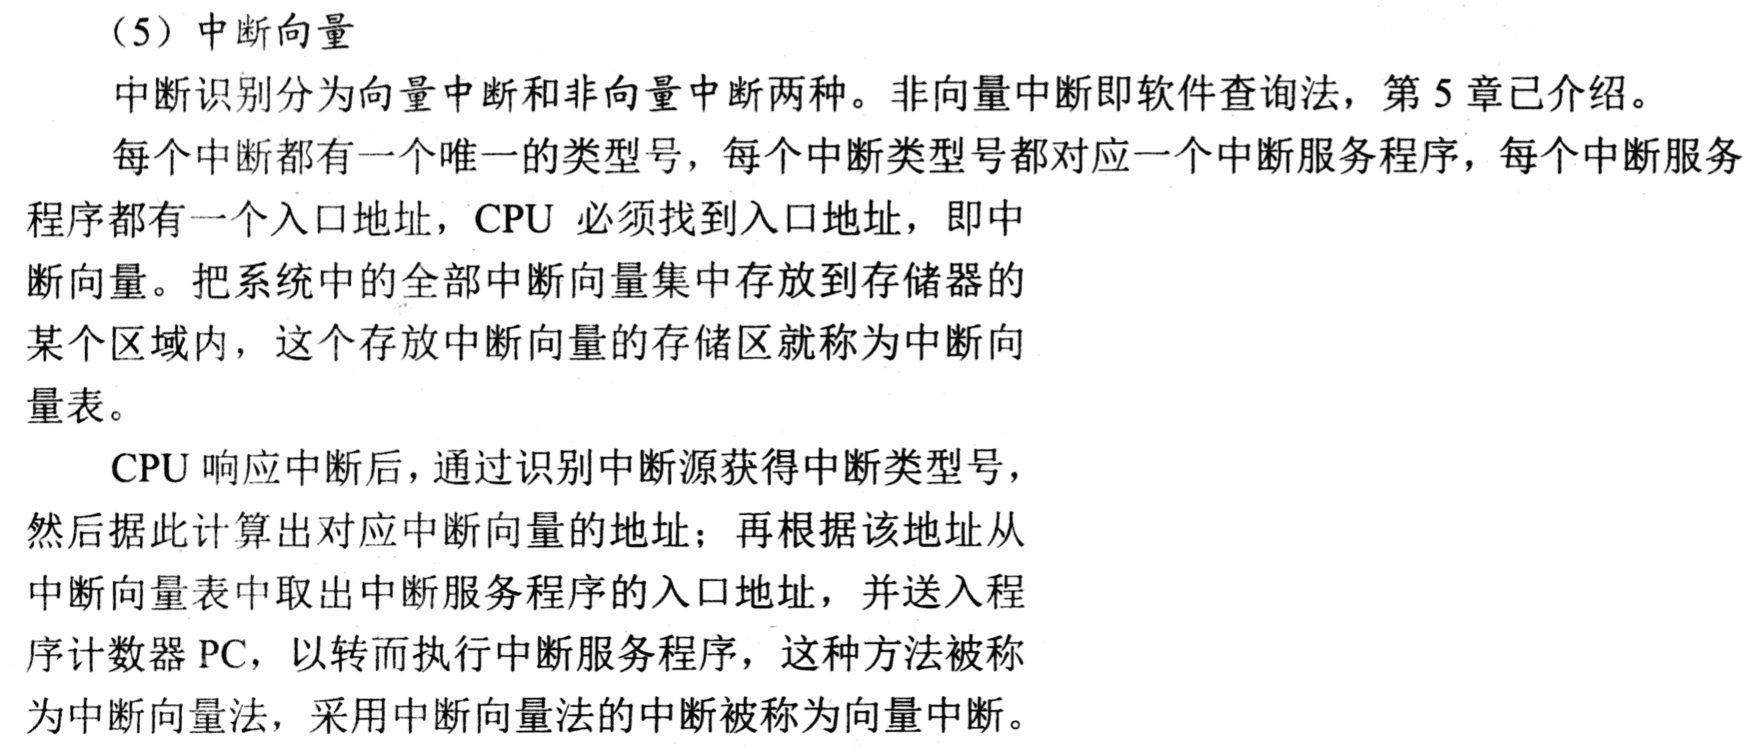 （5）中断向量
中断识别分为向量中断和非向量中断两种。非向量中断即软件查询法，第 5 章已介绍。
每个中断都有一个唯一的类型号，每个中断类型号都对应一个中断服务程序，每个中断服务
程序都有一个入口地址，CPU 必须找到入口地址，即中
断向量。把系统中的全部中断向量集中存放到存储器的
某个区域内，这个存放中断向量的存储区就称为中断向
量表。
CPU 响应中断后，通过识别中断源获得中断类型号，
然后据此计算出对应中断向量的地址；再根据该地址从
中断向量表中取出中断服务程序的入口地址，并送入程
序计数器 PC，以转而执行中断服务程序，这种方法被称
为中断向量法，采用中断向量法的中断被称为向量中断。